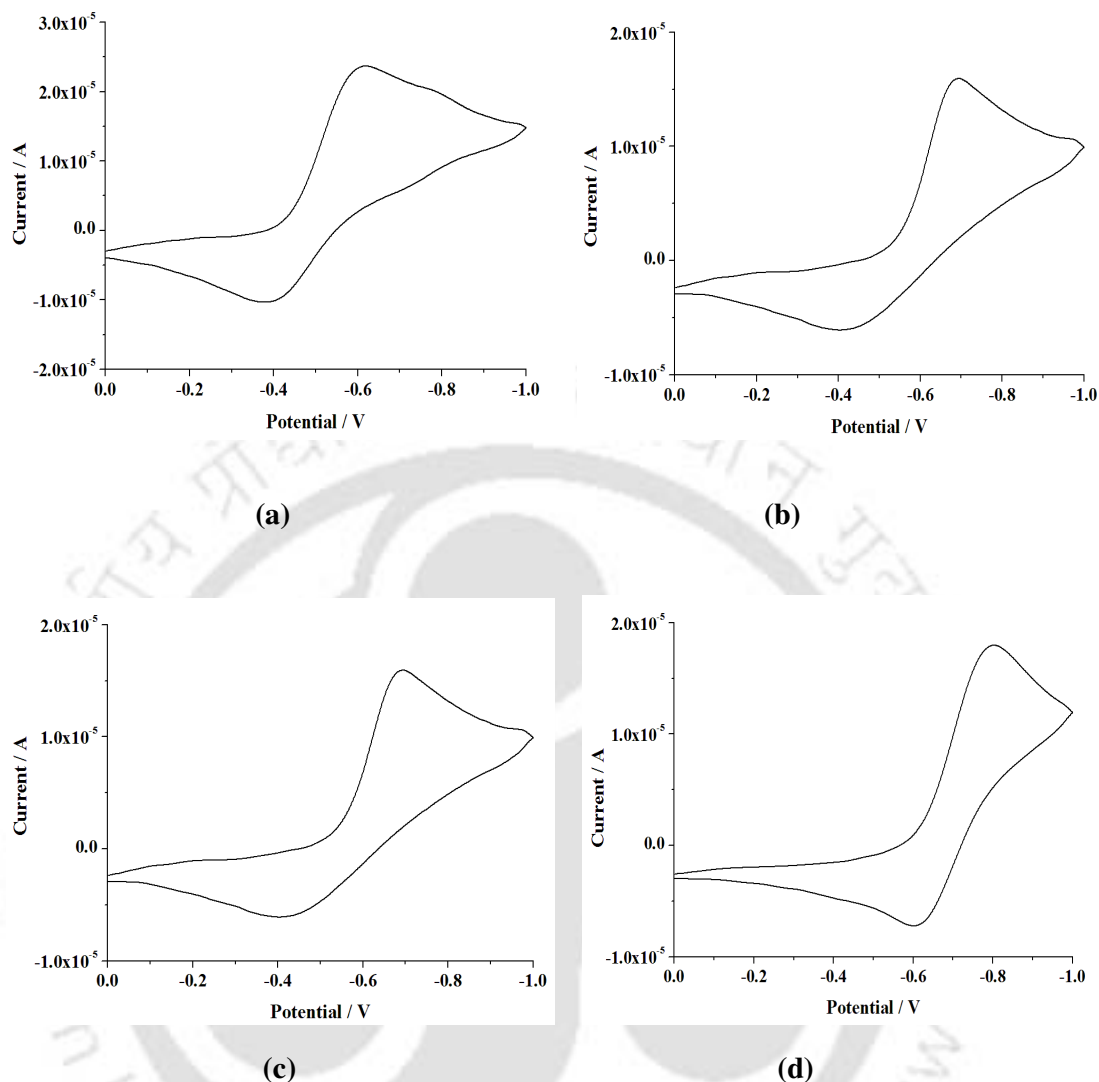 3.0x10⁻⁵
2.0x10⁻⁵
1.0x10⁻⁵
0.0
-1.0x10⁻⁵
-2.0x10⁻⁵
Current / A
0.0 -0.2 -0.4 -0.6 -0.8 -1.0
Potential / V
(a)
2.0x10⁻⁵
1.0x10⁻⁵
0.0
-1.0x10⁻⁵
Current / A
0.0 -0.2 -0.4 -0.6 -0.8 -1.0
Potential / V
(b)
2.0x10⁻⁵
1.0x10⁻⁵
0.0
-1.0x10⁻⁵
Current / A
0.0 -0.2 -0.4 -0.6 -0.8 -1.0
Potential / V
(c)
2.0x10⁻⁵
1.0x10⁻⁵
0.0
-1.0x10⁻⁵
Current / A
0.0 -0.2 -0.4 -0.6 -0.8 -1.0
Potential / V
(d)